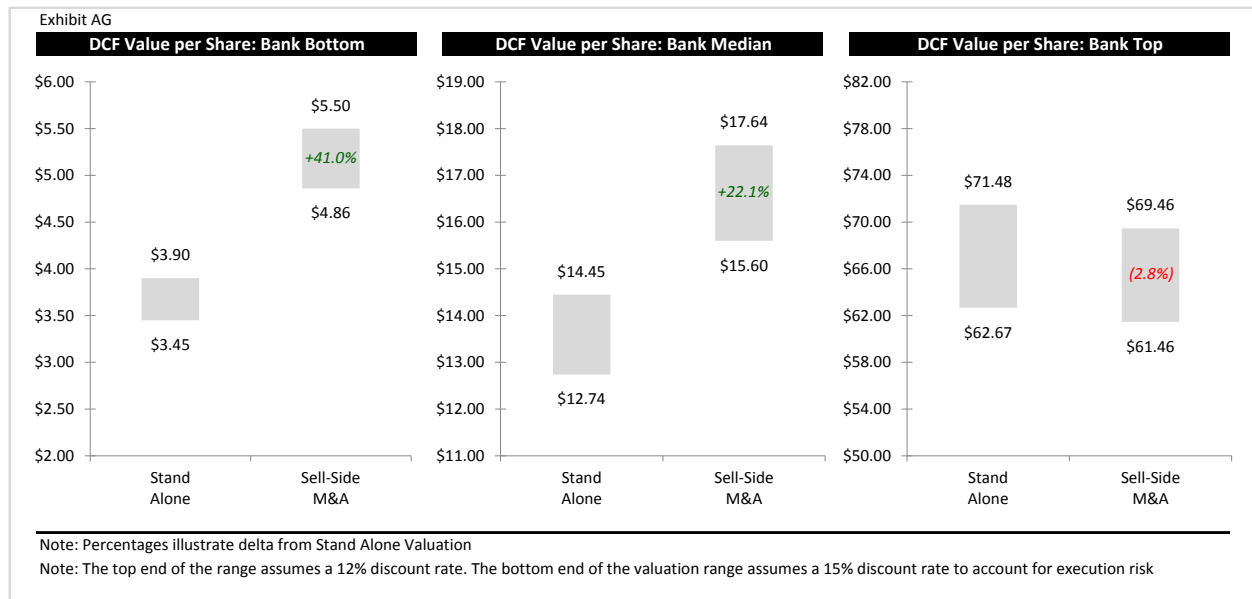 Exhibit AG
DCF Value per Share: Bank Bottom
$6.00
$5.50
$5.00
$4.50
$4.00
$3.50
$3.00
$2.50
$2.00
$3.90
$3.45
$5.50
+41.0%
$4.86
Stand
Alone
Sell-Side
M&A
DCF Value per Share: Bank Median
$19.00
$18.00
$17.00
$16.00
$15.00
$14.00
$13.00
$12.00
$11.00
$14.45
$12.74
$17.64
+22.1%
$15.60
Stand
Alone
Sell-Side
M&A
DCF Value per Share: Bank Top
$82.00
$78.00
$74.00
$70.00
$66.00
$62.00
$58.00
$54.00
$50.00
$71.48
$62.67
$69.46
(2.8%)
$61.46
Stand
Alone
Sell-Side
M&A
Note: Percentages illustrate delta from Stand Alone Valuation
Note: The top end of the range assumes a 12% discount rate. The bottom end of the valuation range assumes a 15% discount rate to account for execution risk